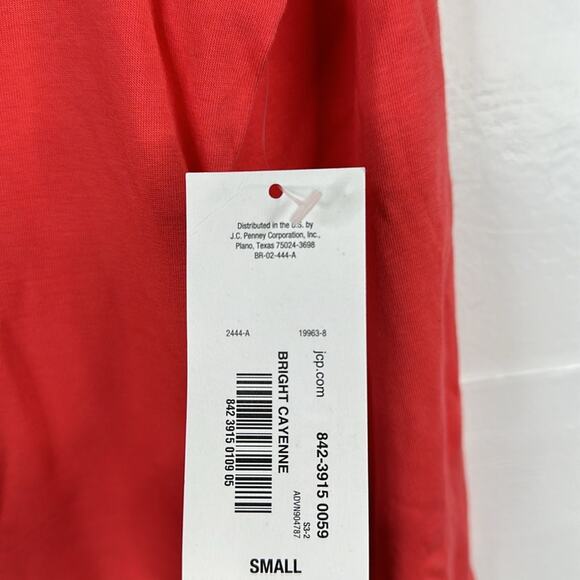 Distributed in the U.S. by
J.C. Penney Corporation, Inc.,
Plano, Texas 75024-3698
BR-02-444-A
2444-A 19963-8
jcp.com
842-3915 0059
S3-2
ADVN904787
BRIGHT CAYENNE
842 3915 0109 05
SMALL